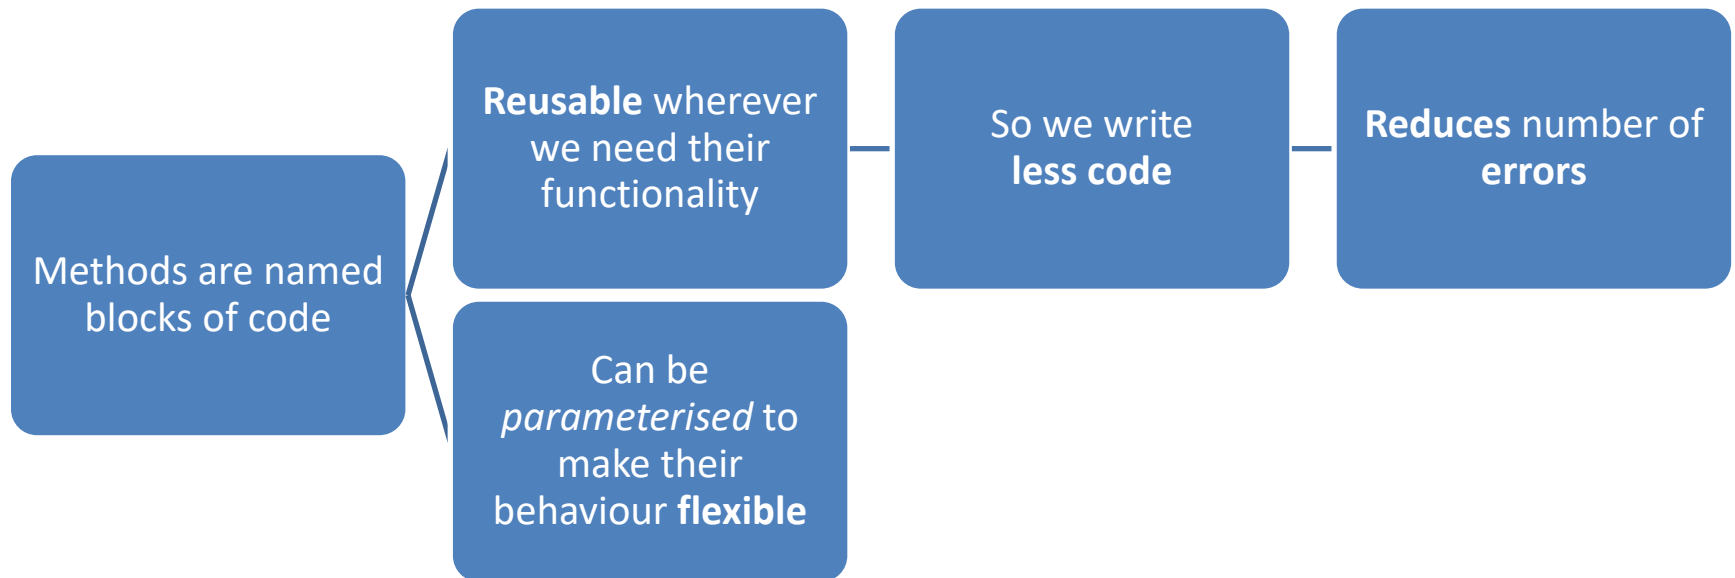 Methods are named
blocks of code
Reusable wherever
we need their
functionality
So we write
less code
Reduces number of
errors
Can be
parameterised to
make their
behaviour flexible